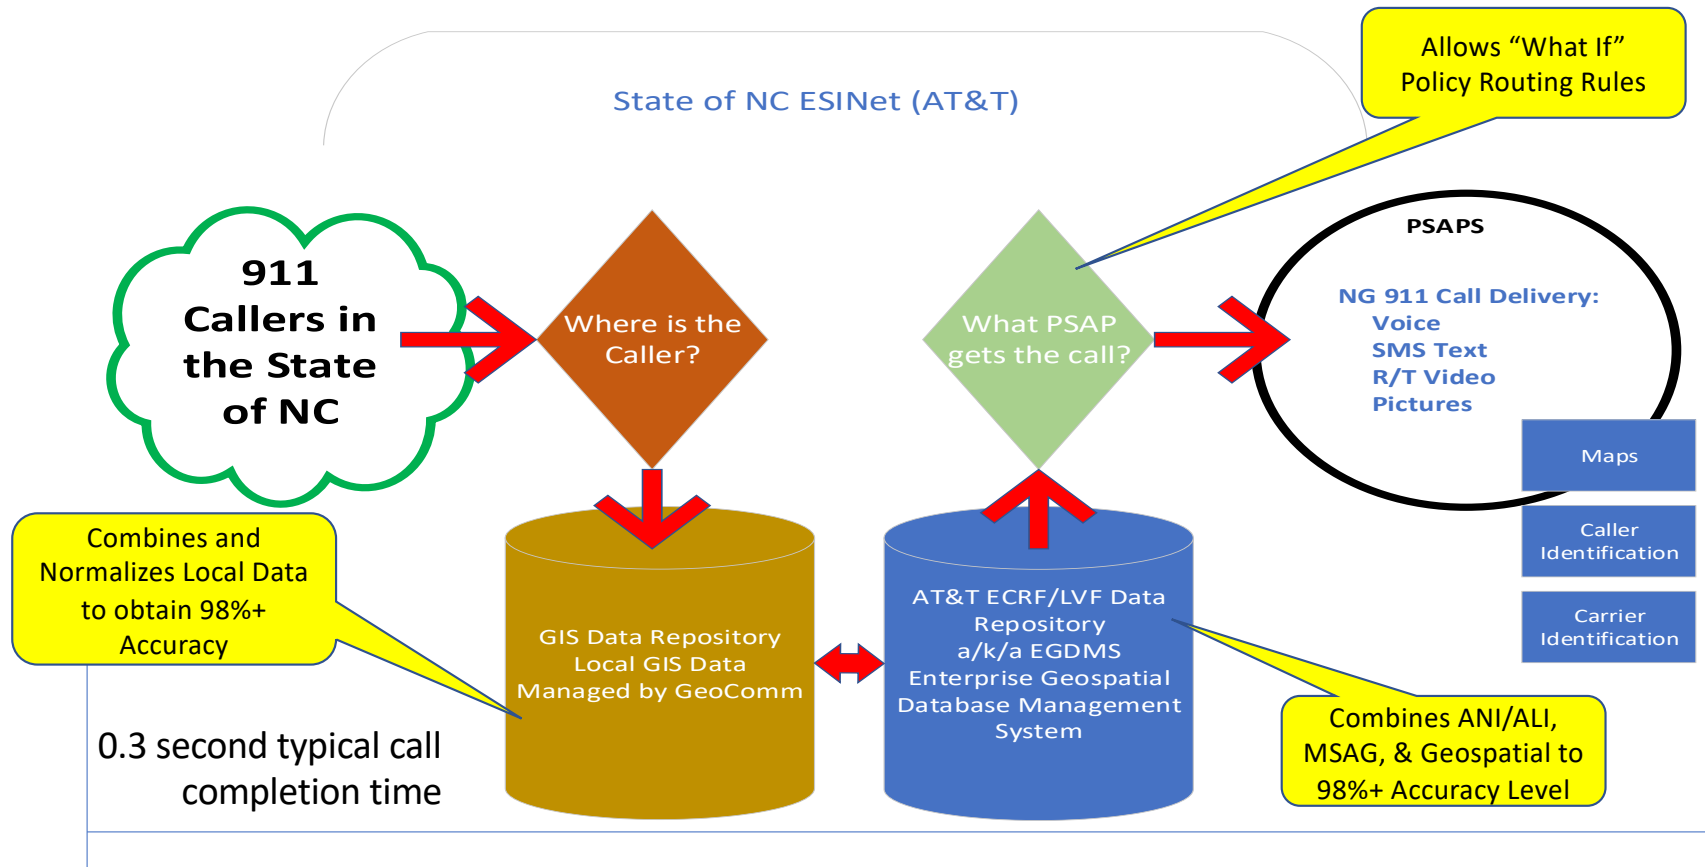 Allows “What If”
Policy Routing Rules
State of NC ESINet (AT&T)
911
Callers in
the State
of NC
Where is the
Caller?
What PSAP
gets the call?
PSAPS
NG 911 Call Delivery:
Voice
SMS Text
R/T Video
Pictures
Maps
Caller
Identification
Carrier
Identification
Combines and
Normalizes Local Data
to obtain 98%+
Accuracy
GIS Data Repository
Local GIS Data
Managed by GeoComm
AT&T ECRF/LVF Data
Repository
a/k/a EGDMS
Enterprise Geospatial
Database Management
System
Combines ANI/ALI,
MSAG, & Geospatial to
98%+ Accuracy Level
0.3 second typical call
completion time